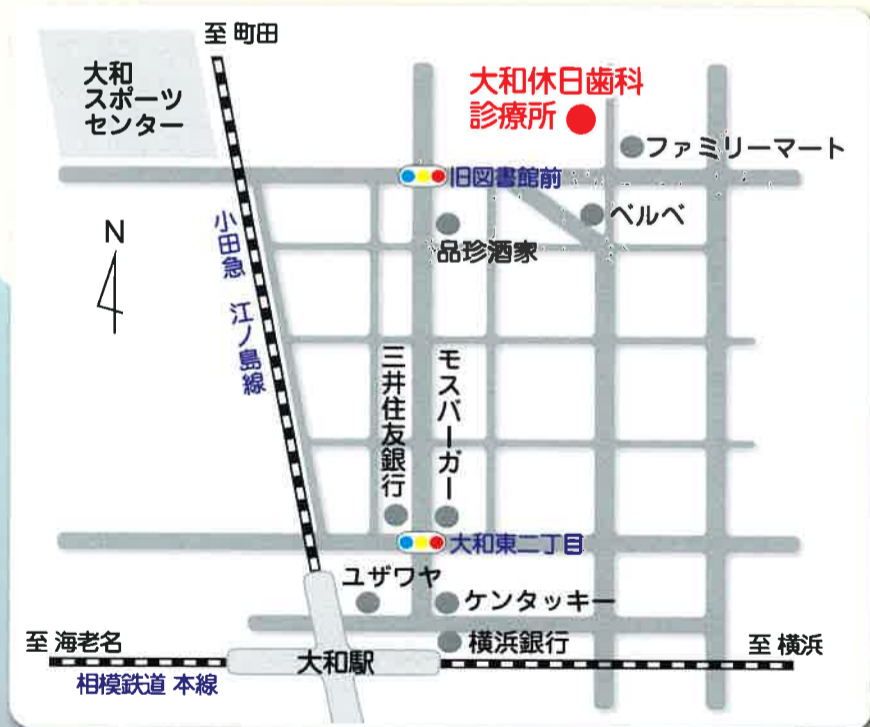 至 町田
大和
スポーツ
センター
大和休日歯科
診療所
ファミリーマート
旧図書館前
ベルベ
品珍酒家
N
小田急 江ノ島線
三井住友銀行
モスバーガー
大和東二丁目
ユザワヤ
ケンタッキー
横浜銀行
至 海老名
大和駅
至 横浜
相模鉄道 本線